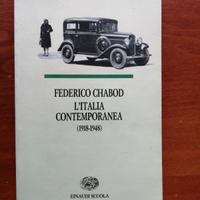 FEDERICO CHABOD
L'ITALIA
CONTEMPORANEA
(1918-1948)
EINAUDI SCUOLA